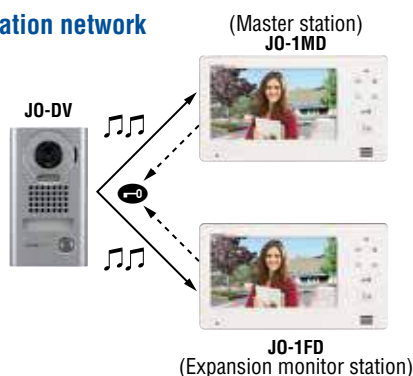 ation network
(Master station)
JO-1MD
JO-DV
JO-1FD
(Expansion monitor station)